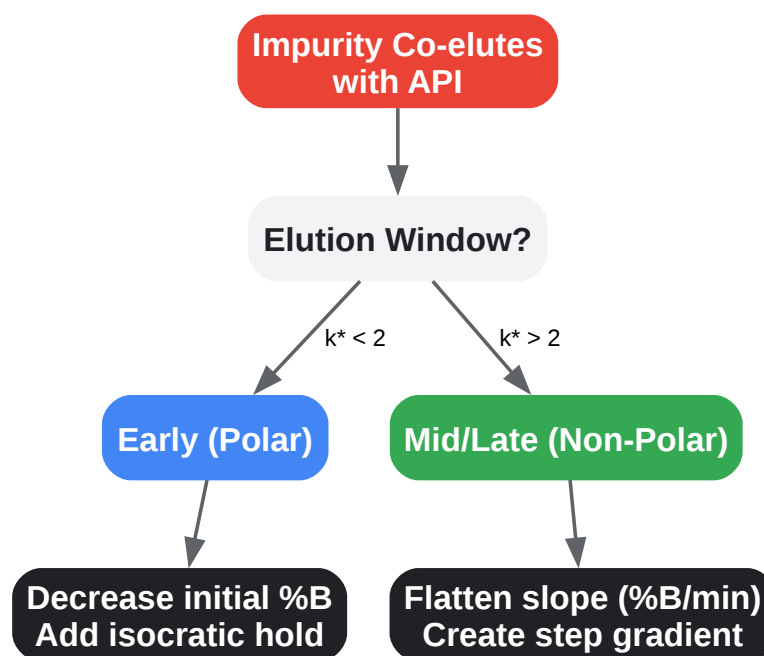 Impurity Co-elutes
with API
Elution Window?
k* < 2
k* > 2
Early (Polar)
Mid/Late (Non-Polar)
Decrease initial %B
Add isocratic hold
Flatten slope (%B/min)
Create step gradient